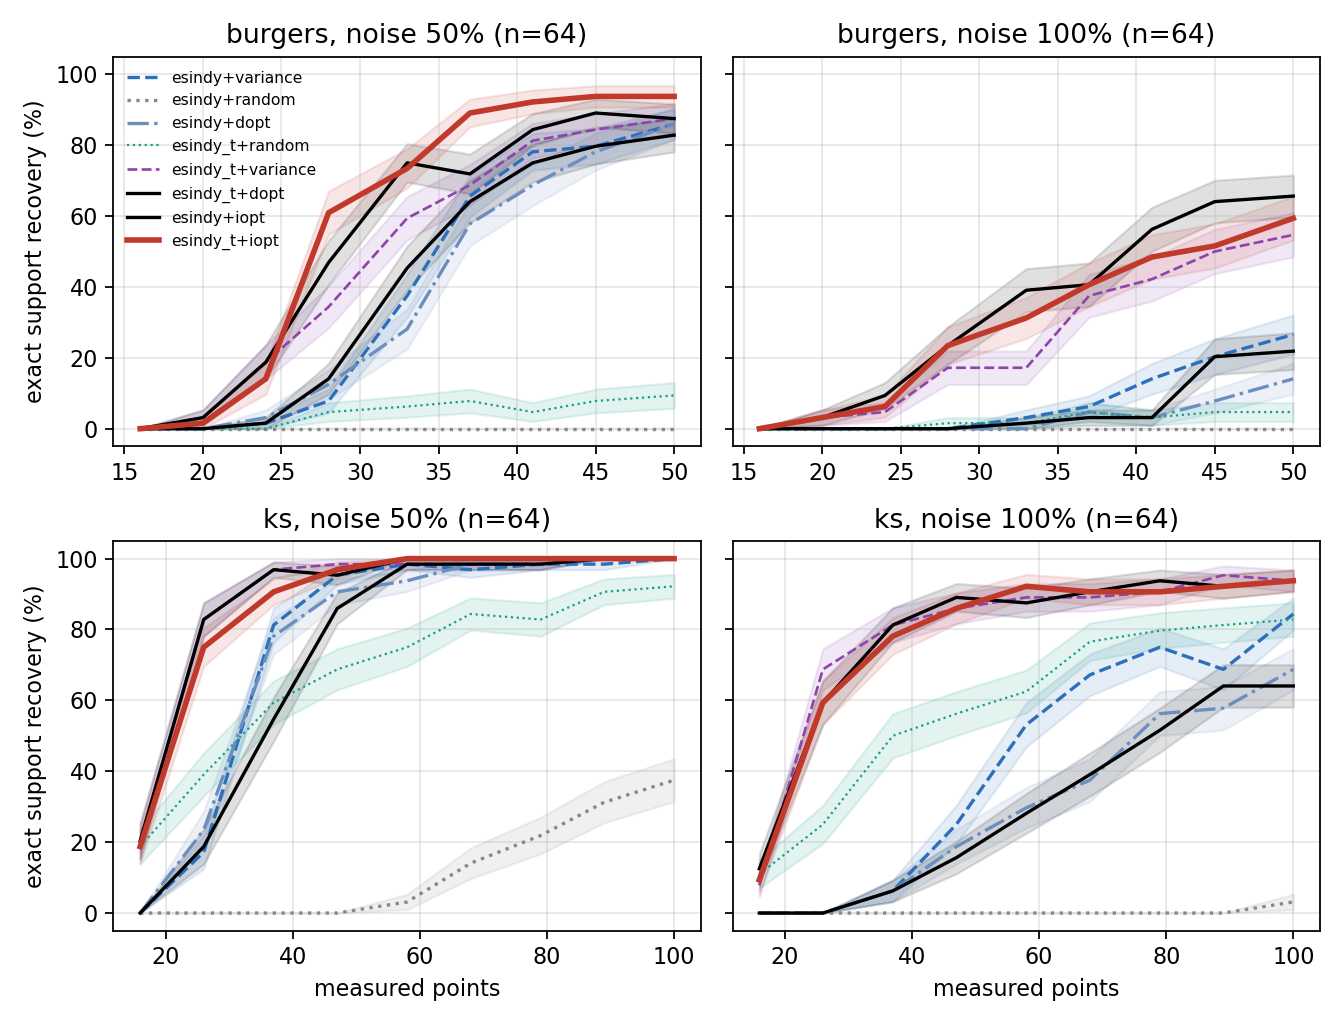 burgers, noise 50% (n=64)
burgers, noise 100% (n=64)
exact support recovery (%)
100
80
60
40
20
0
esindy+variance
esindy+random
esindy+dopt
esindy_t+random
esindy_t+variance
esindy_t+dopt
esindy+iopt
esindy_t+iopt
15 20 25 30 35 40 45 50
15 20 25 30 35 40 45 50
ks, noise 50% (n=64)
ks, noise 100% (n=64)
exact support recovery (%)
100
80
60
40
20
0
20 40 60 80 100
20 40 60 80 100
measured points
measured points